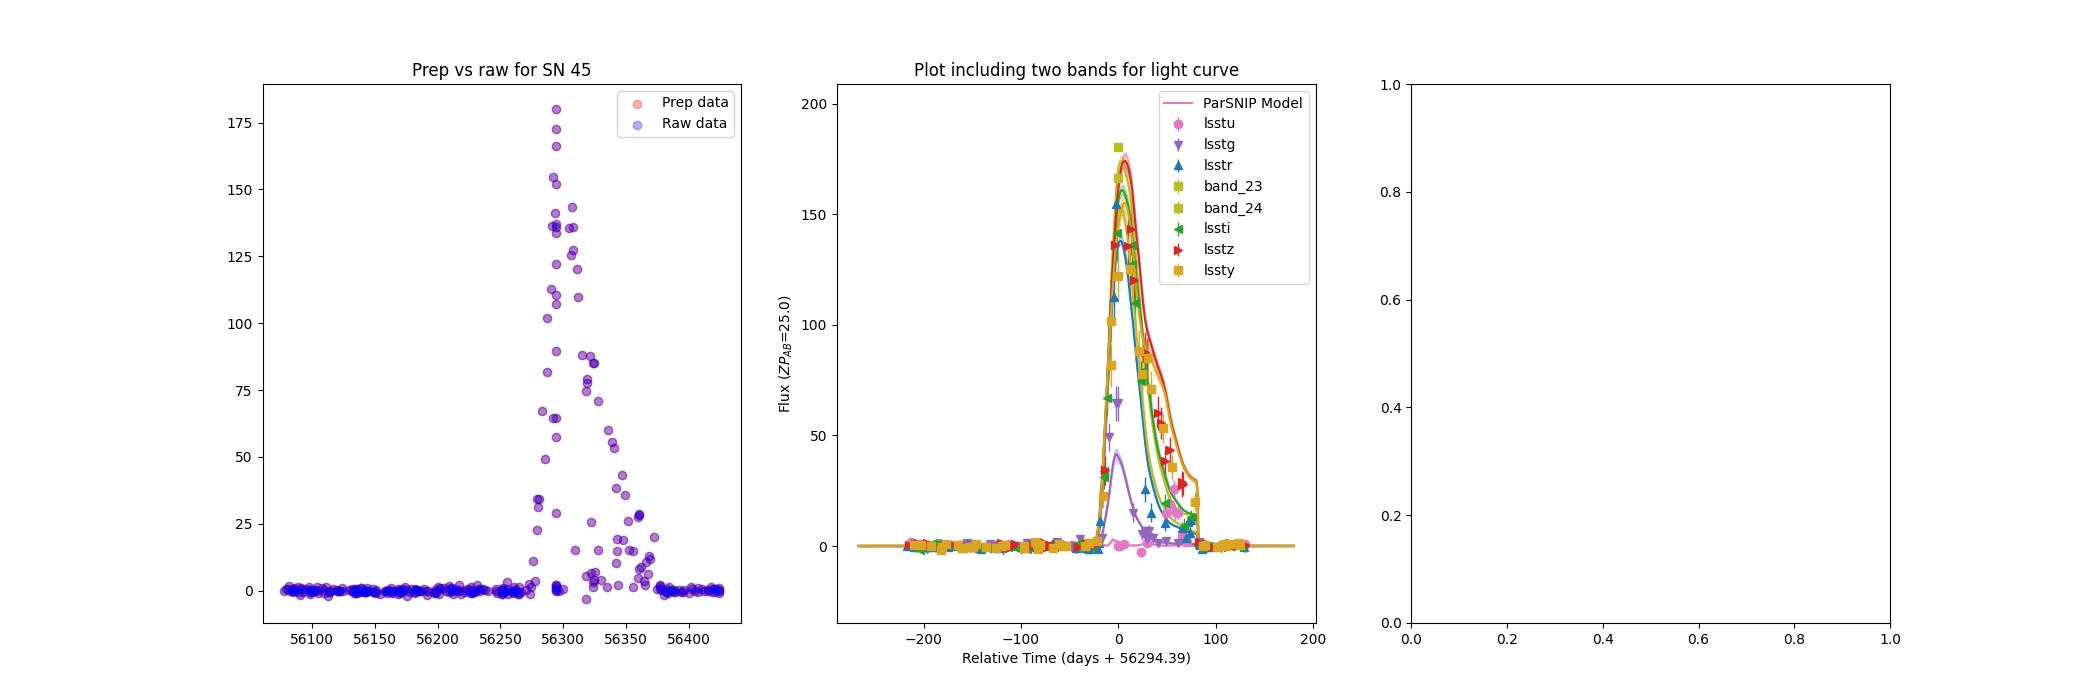 Prep vs raw for SN 45
Prep data
Raw data
175
150
125
100
75
50
25
0
56100 56150 56200 56250 56300 56350 56400
Plot including two bands for light curve
ParSNIP Model
lsstu
lsstg
lsstr
band_23
band_24
lssti
lsstz
lssty
Flux (ZP_AB=25.0)
200
150
100
50
0
−200 −100 0 100 200
Relative Time (days + 56294.39)
1.0
0.8
0.6
0.4
0.2
0.0
0.0 0.2 0.4 0.6 0.8 1.0